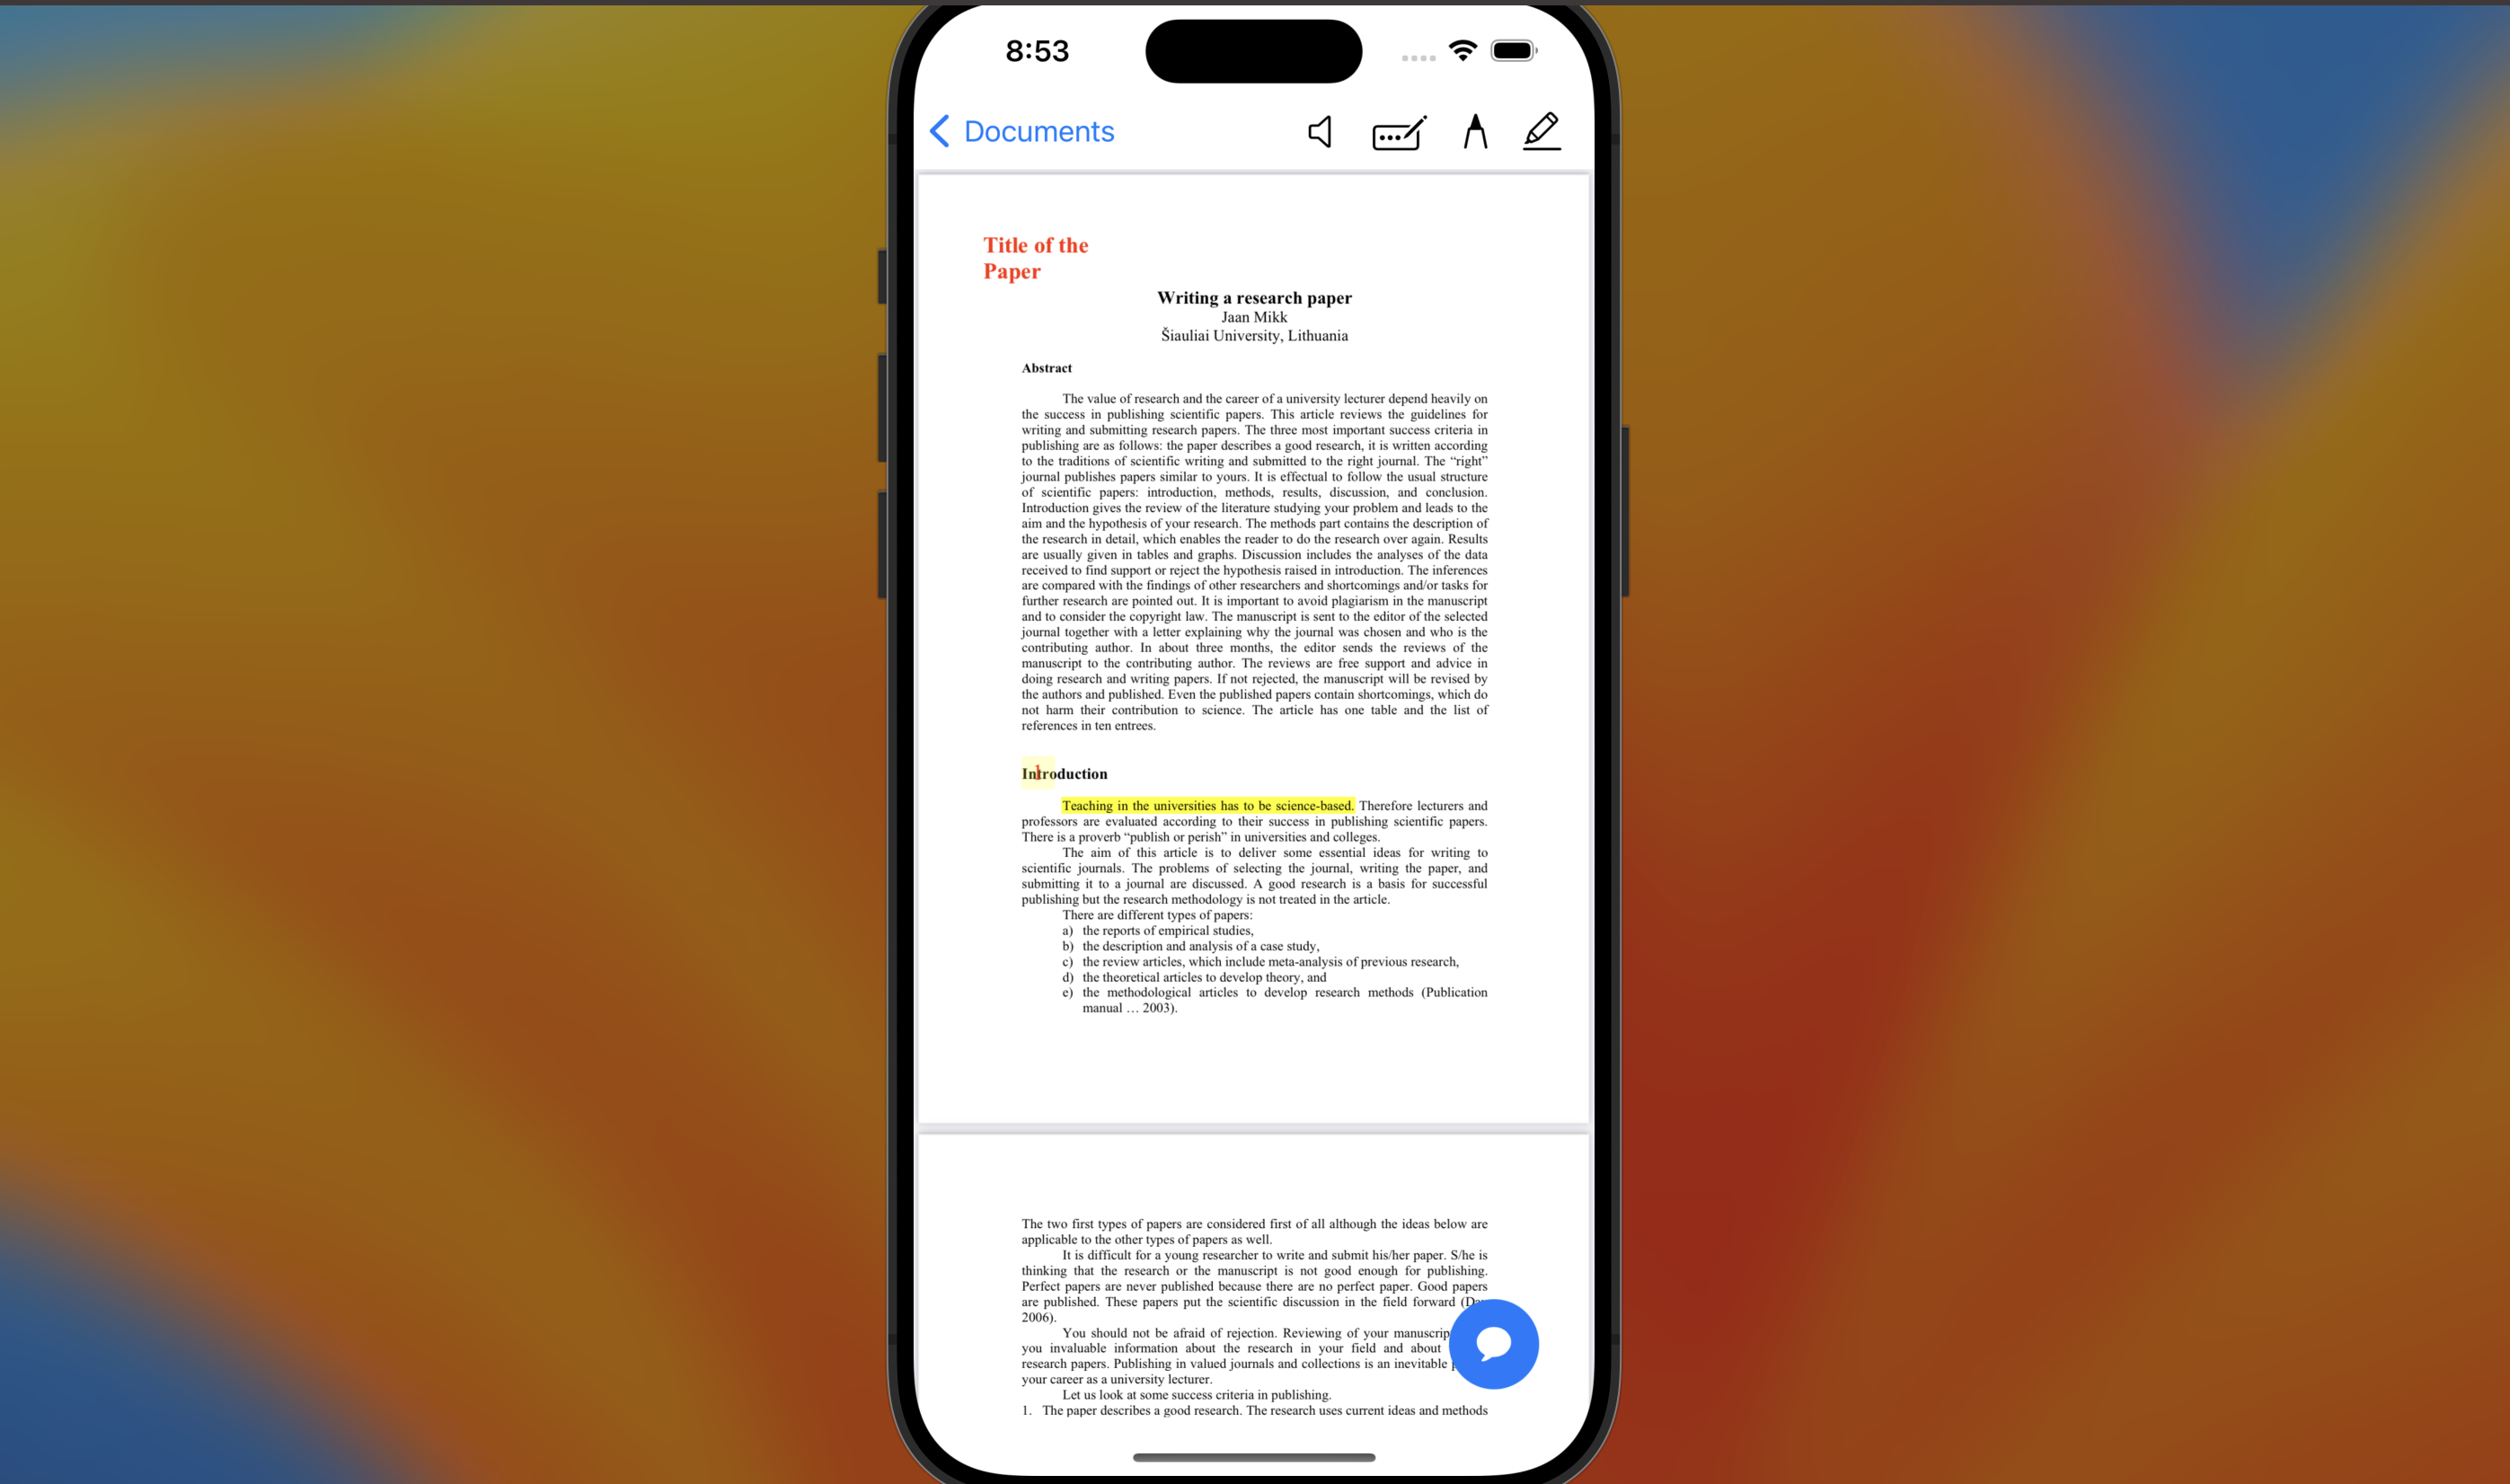 8:53
Documents
Title of the
Paper
Writing a research paper
Jaan Mikk
Šiauliai University, Lithuania
Abstract
The value of research and the career of a university lecturer depend heavily on
the success in publishing scientific papers. This article reviews the guidelines for
writing and submitting research papers. The three most important success criteria in
publishing are as follows: the paper describes a good research, it is written according
to the traditions of scientific writing and submitted to the right journal. The “right”
journal publishes papers similar to yours. It is effectual to follow the usual structure
of scientific papers: introduction, methods, results, discussion, and conclusion.
Introduction gives the review of the literature studying your problem and leads to the
aim and the hypothesis of your research. The methods part contains the description of
the research in detail, which enables the reader to do the research over again. Results
are usually given in tables and graphs. Discussion includes the analyses of the data
received to find support or reject the hypothesis raised in introduction. The inferences
are compared with the findings of other researchers and shortcomings and/or tasks for
further research are pointed out. It is important to avoid plagiarism in the manuscript
and to consider the copyright law. The manuscript is sent to the editor of the selected
journal together with a letter explaining why the journal was chosen and who is the
contributing author. In about three months, the editor sends the reviews of the
manuscript to the contributing author. The reviews are free support and advice in
doing research and writing papers. If not rejected, the manuscript will be revised by
the authors and published. Even the published papers contain shortcomings, which do
not harm their contribution to science. The article has one table and the list of
references in ten entrees.
Introduction
Teaching in the universities has to be science-based. Therefore lecturers and
professors are evaluated according to their success in publishing scientific papers.
There is a proverb “publish or perish” in universities and colleges.
The aim of this article is to deliver some essential ideas for writing to
scientific journals. The problems of selecting the journal, writing the paper, and
submitting it to a journal are discussed. A good research is a basis for successful
publishing but the research methodology is not treated in the article.
There are different types of papers:
a) the reports of empirical studies,
b) the description and analysis of a case study,
c) the review articles, which include meta-analysis of previous research,
d) the theoretical articles to develop theory, and
e) the methodological articles to develop research methods (Publication
manual … 2003).
The two first types of papers are considered first of all although the ideas below are
applicable to the other types of papers as well.
It is difficult for a young researcher to write and submit his/her paper. S/he is
thinking that the research or the manuscript is not good enough for publishing.
Perfect papers are never published because there are no perfect paper. Good papers
are published. These papers put the scientific discussion in the field forward
2006).
You should not be afraid of rejection. Reviewing of your
you invaluable information about the research in your field and about
research papers. Publishing in valued journals and collections is an inevitable
your career as a university lecturer.
Let us look at some success criteria in publishing.
1. The paper describes a good research. The research uses current ideas and methods